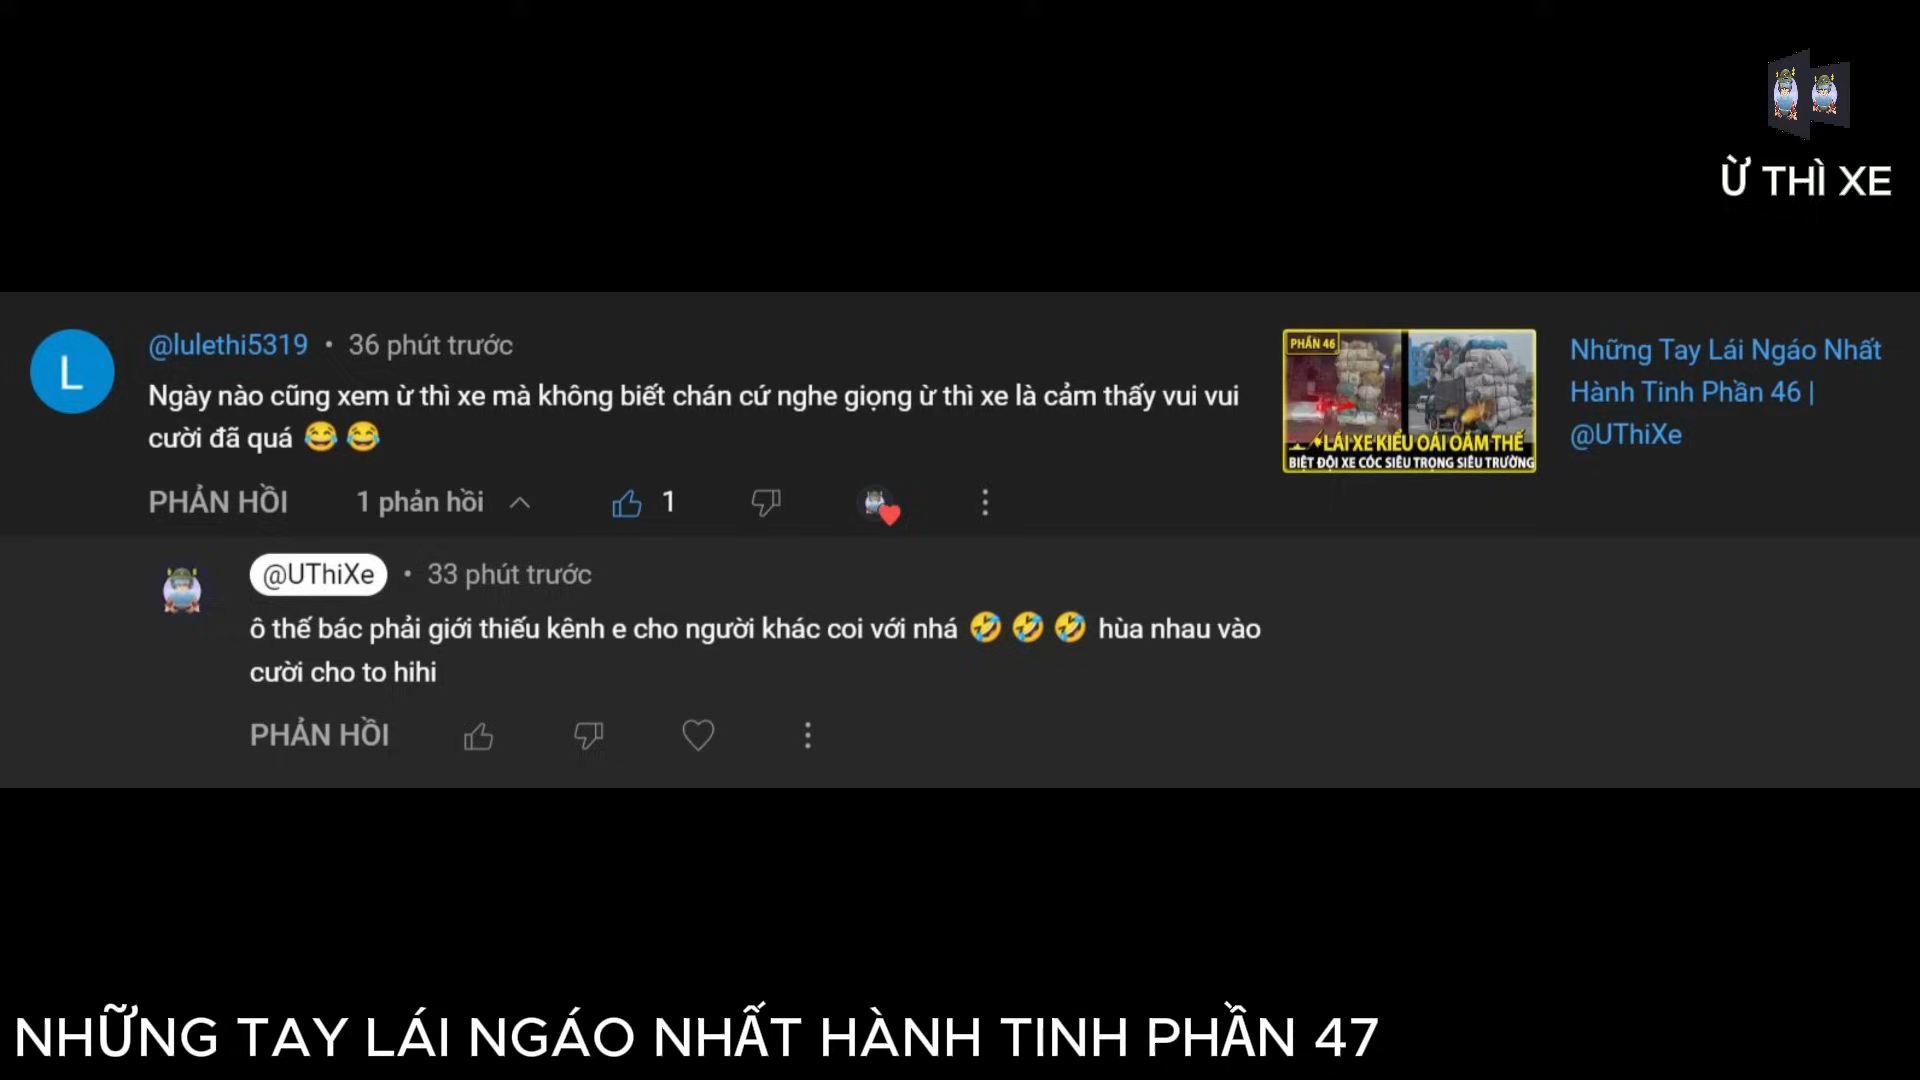 Ừ THÌ XE
L
@lulethi5319 • 36 phút trước
Ngày nào cũng xem ừ thì xe mà không biết chán cứ nghe giọng ừ thì xe là cảm thấy vui vui
cười đã quá 😂 😂
PHẢN HỒI 1 phản hồi 1
PHẦN 46
LÁI XE KIỂU OÁI OĂM THẾ
BIỆT ĐỘI XE CÓC SIÊU TRỌNG SIÊU TRƯỜNG
Những Tay Lái Ngáo Nhất
Hành Tinh Phần 46 |
@UThiXe
@UThiXe • 33 phút trước
ô thế bác phải giới thiếu kênh e cho người khác coi với nhá 🤣 🤣 🤣 hùa nhau vào
cười cho to hihi
PHẢN HỒI
NHỮNG TAY LÁI NGÁO NHẤT HÀNH TINH PHẦN 47